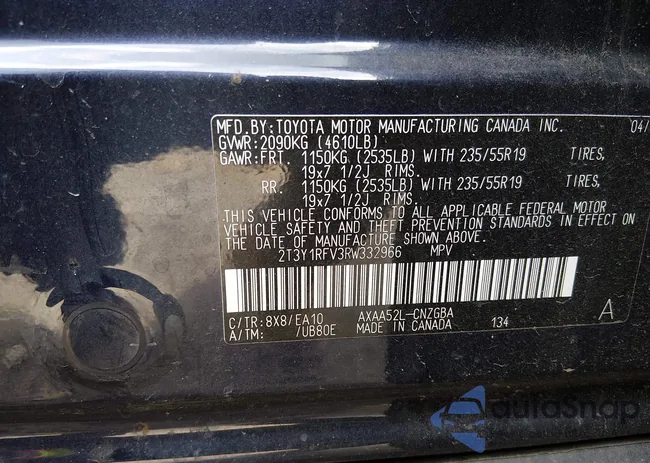 MFD.BY:TOYOTA MOTOR MANUFACTURING CANADA INC. 04/
GVWR:2090KG (4610LB)
GAWR:FRT. 1150KG (2535LB) WITH 235/55R19 TIRES,
19x7 1/2J RIMS.
RR. 1150KG (2535LB) WITH 235/55R19 TIRES,
19x7 1/2J RIMS.
THIS VEHICLE CONFORMS TO ALL APPLICABLE FEDERAL MOTOR
VEHICLE SAFETY AND THEFT PREVENTION STANDARDS IN EFFECT ON
THE DATE OF MANUFACTURE SHOWN ABOVE.
2T3Y1RFV3RW332966 MPV
C/TR:8X8/EA10 AXAA52L-CNZGBA
A/TM: /UB80E MADE IN CANADA 134 A
autoSnap